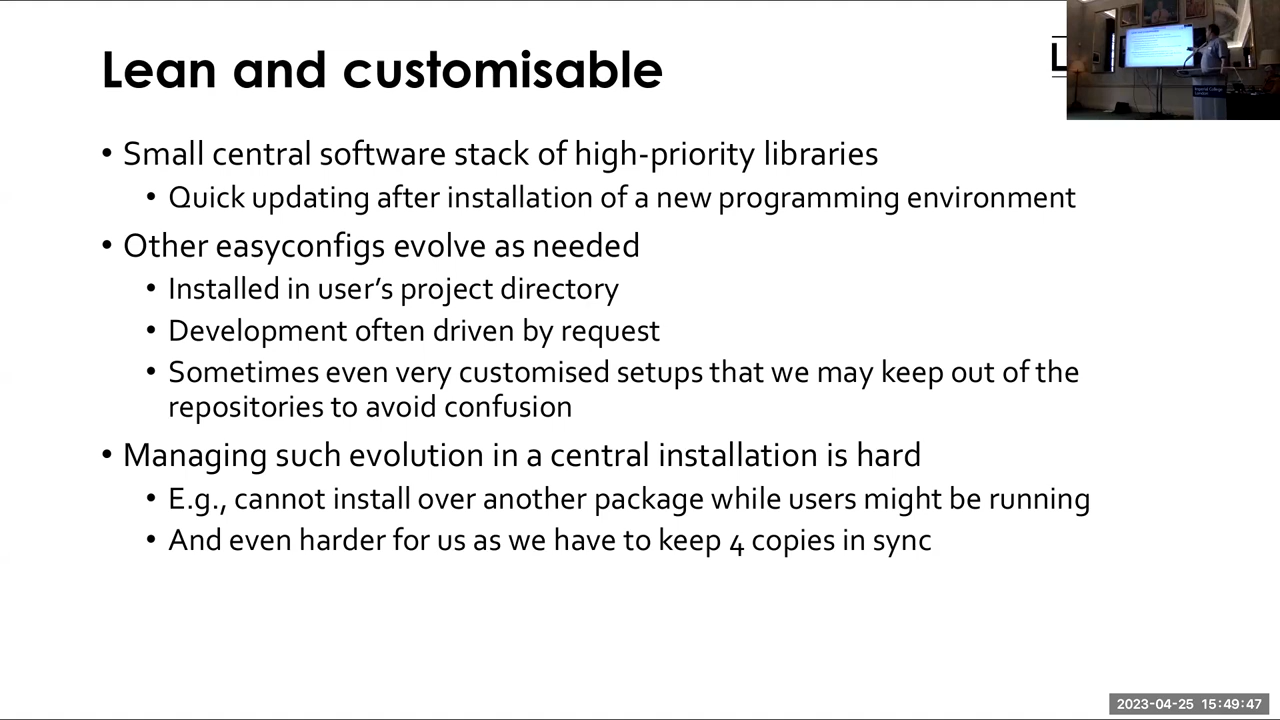 Lean and customisable
L
• Small central software stack of high-priority libraries
• Quick updating after installation of a new programming environment
• Other easyconfigs evolve as needed
• Installed in user’s project directory
• Development often driven by request
• Sometimes even very customised setups that we may keep out of the
repositories to avoid confusion
• Managing such evolution in a central installation is hard
• E.g., cannot install over another package while users might be running
• And even harder for us as we have to keep 4 copies in sync
Imperial College
London
2023-04-25 15:49:47